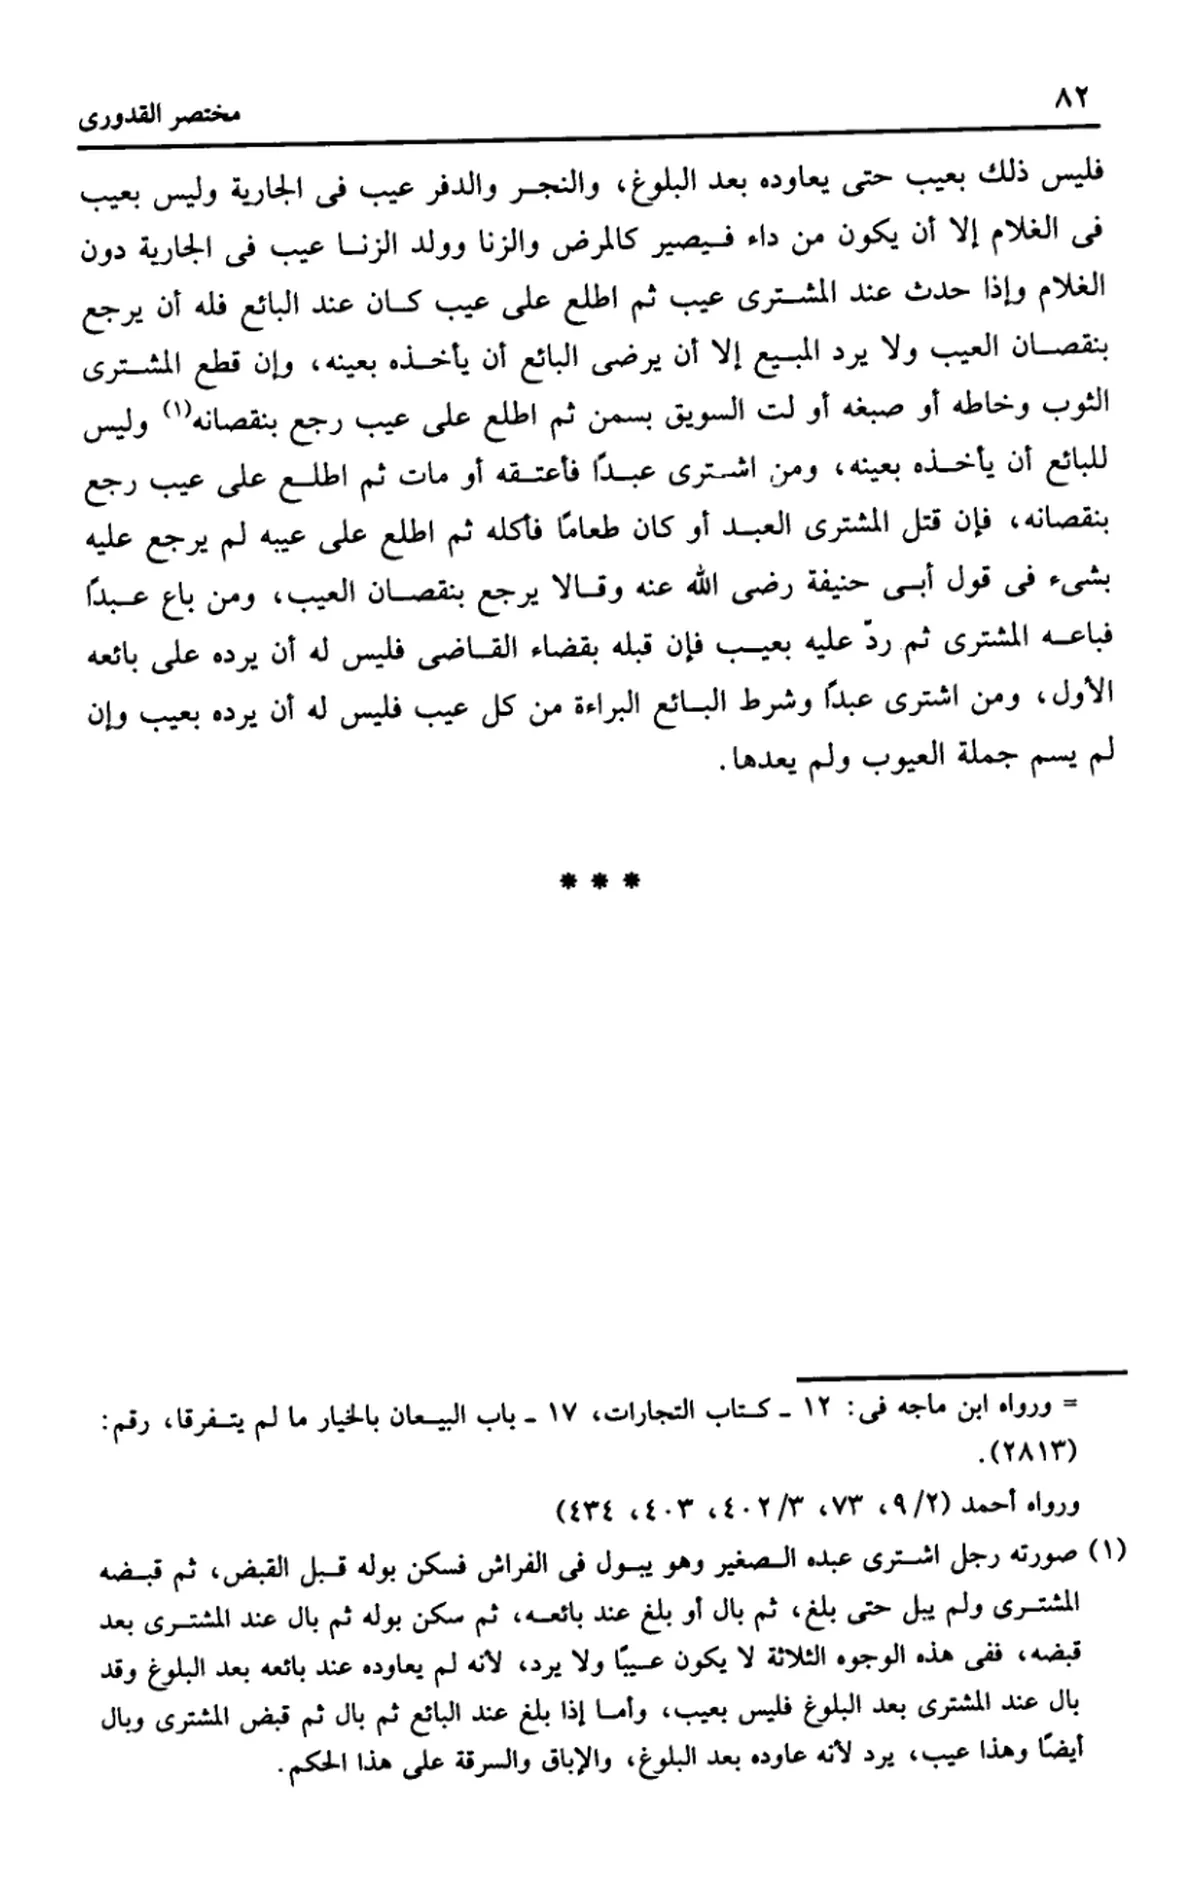 ٨٢
مختصر القدورى
فليس ذلك بعيب حتى يعاوده بعد البلوغ، والنجر والدفر عيب فى الجارية وليس بعيب
فى الغلام إلا أن يكون من داء فيصير كالمرض والزنا وولد الزنا عيب فى الجارية دون
الغلام وإذا حدث عند المشترى عيب ثم اطلع على عيب كان عند البائع فله أن يرجع
بنقصان العيب ولا يرد المبيع إلا أن يرضى البائع أن يأخذه بعينه، وإن قطع المشترى
الثوب وخاطه أو صبغه أو لت السويق بسمن ثم اطلع على عيب رجع بنقصانه(١) وليس
للبائع أن يأخذه بعينه، ومن اشترى عبدًا فأعتقه أو مات ثم اطلع على عيب رجع
بنقصانه، فإن قتل المشترى العبد أو كان طعامًا فأكله ثم اطلع على عيبه لم يرجع عليه
بشىء فى قول أبى حنيفة رضى الله عنه وقالا يرجع بنقصان العيب، ومن باع عبدًا
فباعه المشترى ثم ردّ عليه بعيب فإن قبله بقضاء القاضى فليس له أن يرده على بائعه
الأول، ومن اشترى عبدًا وشرط البائع البراءة من كل عيب فليس له أن يرده بعيب وإن
لم يسم جملة العيوب ولم يعدها.
* * *
= ورواه ابن ماجه فى: ١٢ ـ كتاب التجارات، ١٧ ـ باب البيعان بالخيار ما لم يتفرقا، رقم:
(٢٨١٣).
ورواه أحمد (٩/٢، ٧٣، ٤٠٢/٣، ٤٠٣، ٤٣٤)
(١) صورته رجل اشترى عبده الصغير وهو يبول فى الفراش فسكن بوله قبل القبض، ثم قبضه
المشترى ولم يبل حتى بلغ، ثم بال أو بلغ عند بائعه، ثم سكن بوله ثم بال عند المشترى بعد
قبضه، ففى هذه الوجوه الثلاثة لا يكون عيبًا ولا يرد، لأنه لم يعاوده عند بائعه بعد البلوغ وقد
بال عند المشترى بعد البلوغ فليس بعيب، وأما إذا بلغ عند البائع ثم بال ثم قبض المشترى وبال
أيضًا وهذا عيب، يرد لأنه عاوده بعد البلوغ، والإباق والسرقة على هذا الحكم.